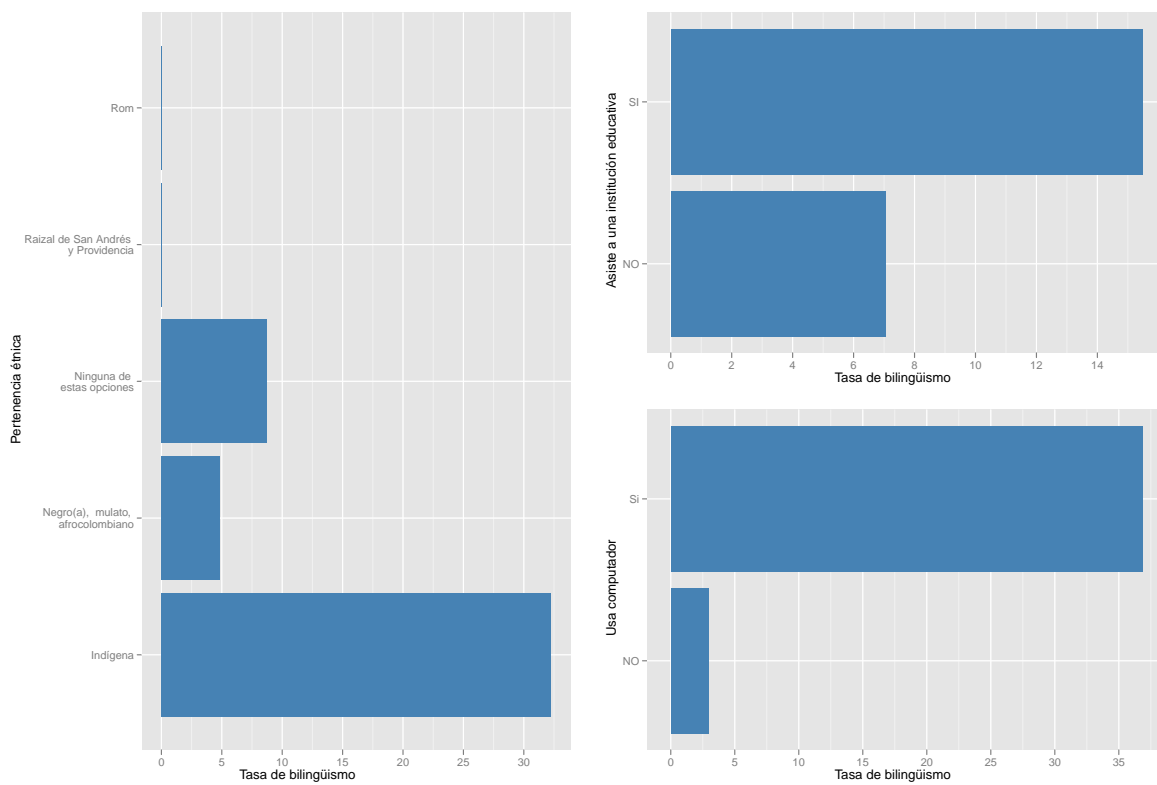 Pertenencia étnica
Rom
Raizal de San Andrés
y Providencia
Ninguna de
estas opciones
Negro(a),  mulato,
afrocolombiano
Indígena
0 5 10 15 20 25 30
Tasa de bilingüismo
Asiste a una institución educativa
SI
NO
0 2 4 6 8 10 12 14
Tasa de bilingüismo
Usa computador
Si
NO
0 5 10 15 20 25 30 35
Tasa de bilingüismo